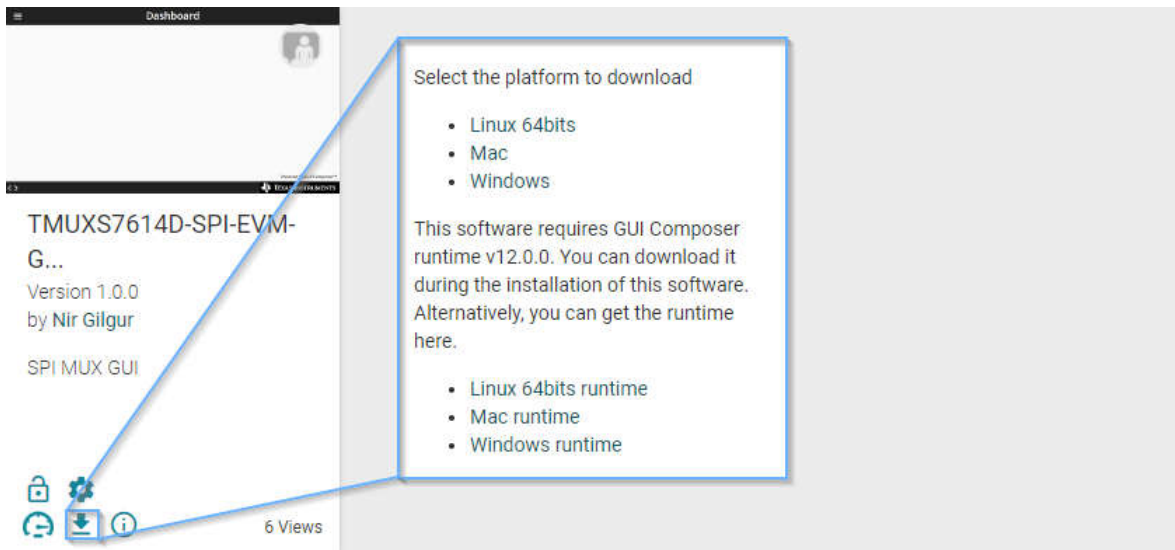 Dashboard
TEXAS INSTRUMENTS
TMUXS7614D-SPI-EVM-
G...
Version 1.0.0
by Nir Gilgur
SPI MUX GUI
6 Views
Select the platform to download
• Linux 64bits
• Mac
• Windows
This software requires GUI Composer
runtime v12.0.0. You can download it
during the installation of this software.
Alternatively, you can get the runtime
here.
• Linux 64bits runtime
• Mac runtime
• Windows runtime